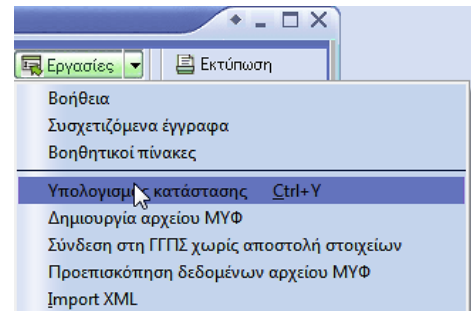 Εργασίες Εκτύπωση
Βοήθεια
Συσχετιζόμενα έγγραφα
Βοηθητικοί πίνακες
Υπολογισμός κατάστασης Ctrl+Y
Δημιουργία αρχείου ΜΥΦ
Σύνδεση στη ΓΓΠΣ χωρίς αποστολή στοιχείων
Προεπισκόπηση δεδομένων αρχείου ΜΥΦ
Import XML